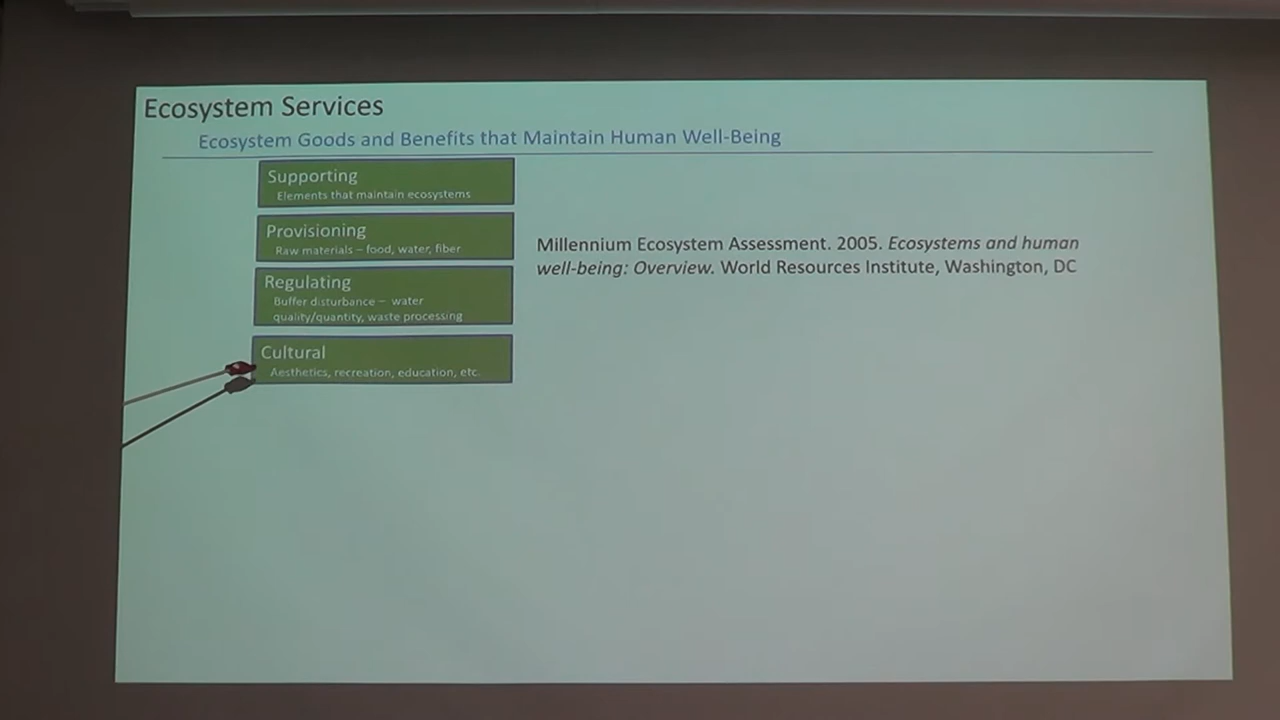 Ecosystem Services
Ecosystem Goods and Benefits that Maintain Human Well-Being
Supporting
Elements that maintain ecosystems
Provisioning
Raw materials – food, water, fiber
Regulating
Buffer disturbance – water
quality/quantity, waste processing
Cultural
Aesthetics, recreation, education, etc.
Millennium Ecosystem Assessment. 2005. Ecosystems and human
well-being: Overview. World Resources Institute, Washington, DC